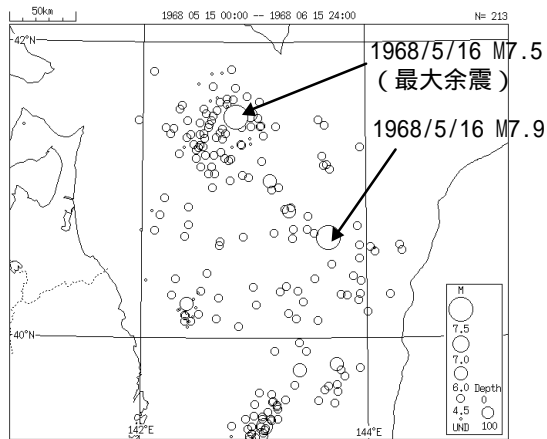 50km
1968 05 15 00:00 -- 1968 06 15 24:00
N= 213
42°N
1968/5/16 M7.5
(最大余震)
1968/5/16 M7.9
40°N
142°E
144°E
M
7.5
7.0
6.0
4.5
UND
Depth
0
100